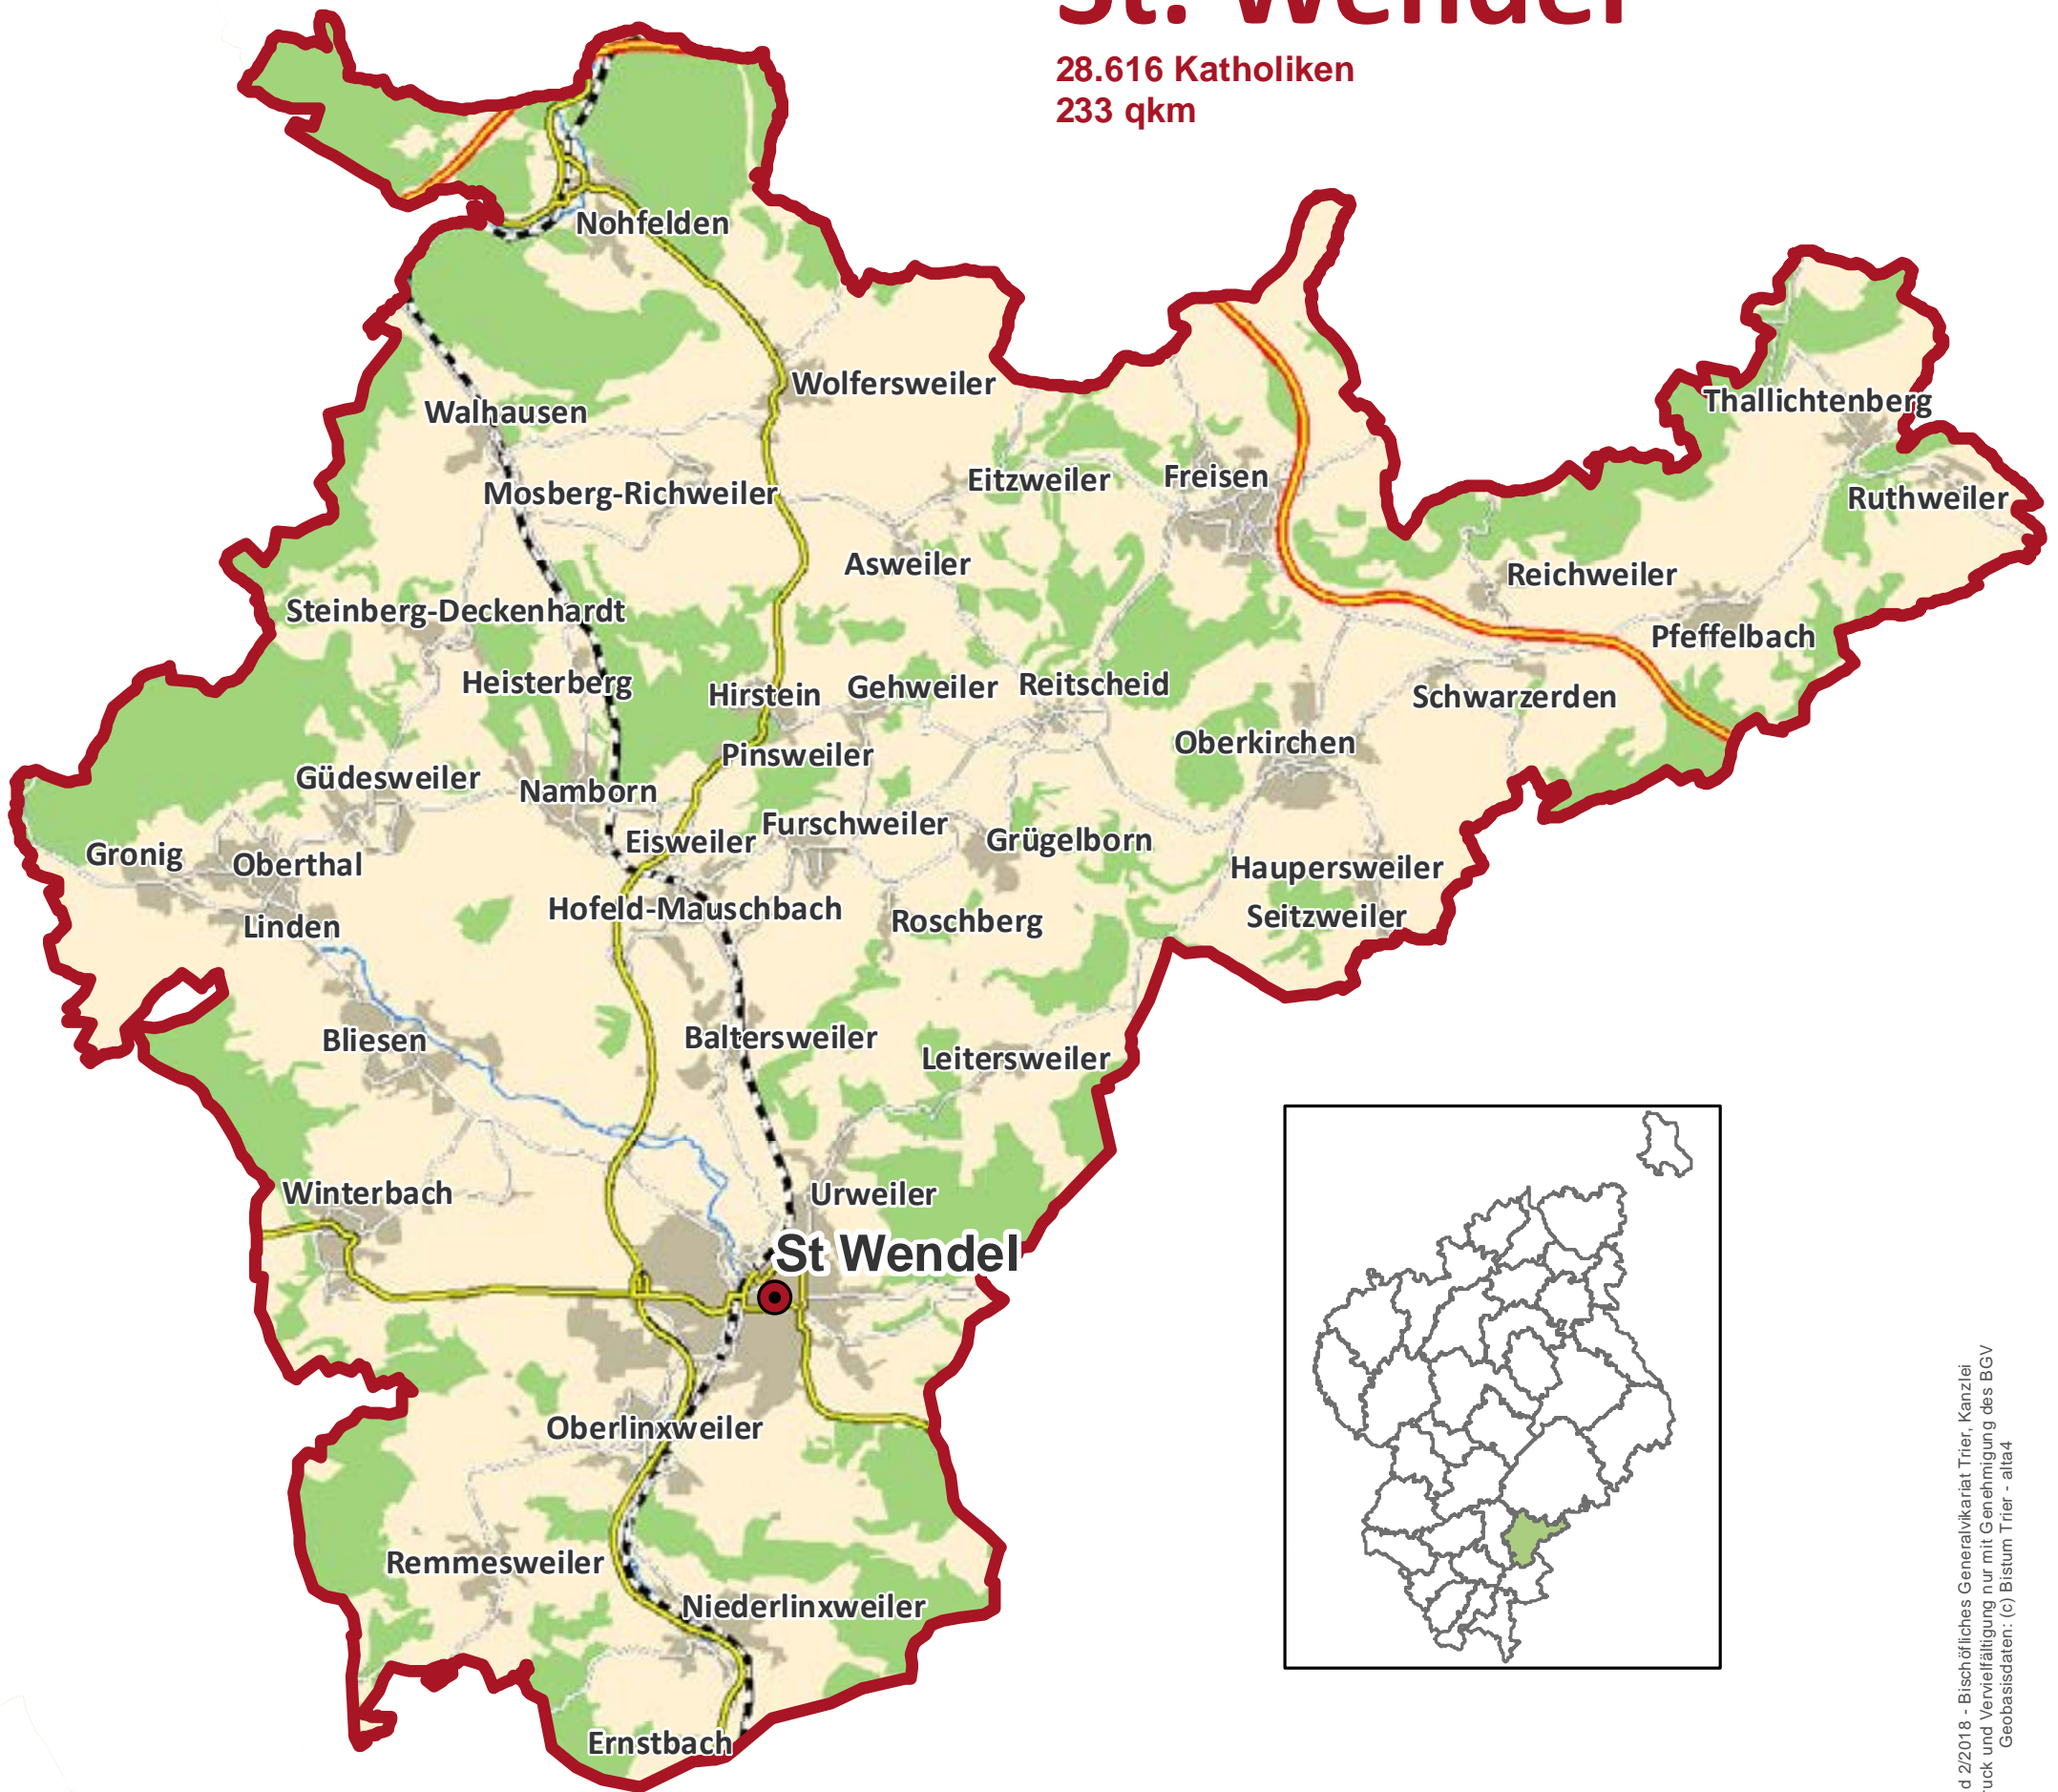 St. Wendel
28.616 Katholiken
233 qkm
Nohfelden
Wolfersweiler
Walhausen
Thallichtenberg
Mosberg-Richweiler
Eitzweiler
Freisen
Ruthweiler
Asweiler
Reichweiler
Steinberg-Deckenhardt
Pfeffelbach
Heisterberg
Hirstein
Gehweiler
Reitscheid
Schwarzerden
Oberkirchen
Pinsweiler
Güdesweiler
Namborn
Furschweiler
Eisweiler
Grügelborn
Gronig
Oberthal
Haupersweiler
Hofeld-Mauschbach
Roschberg
Seitzweiler
Linden
Bliesen
Baltersweiler
Leitersweiler
Winterbach
Urweiler
St Wendel
Oberlinxweiler
Remmesweiler
Niederlinxweiler
Ernstbach
2/2018 - Bischöfliches Generalvikariat Trier, Kanzlei
und Vervielfältigung nur mit Genehmigung des BGV
Geobasisdaten: (c) Bistum Trier - alta4